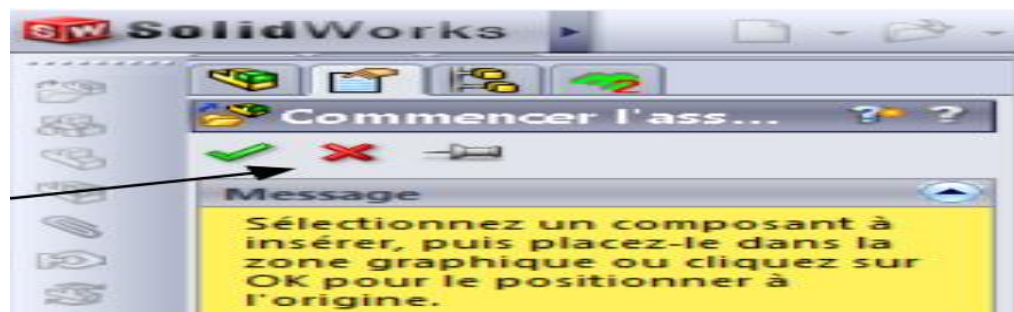 SW SolidWorks
Commencer l'ass... ? ?
Message
Sélectionnez un composant à
insérer, puis placez-le dans la
zone graphique ou cliquez sur
OK pour le positionner à
l'origine.